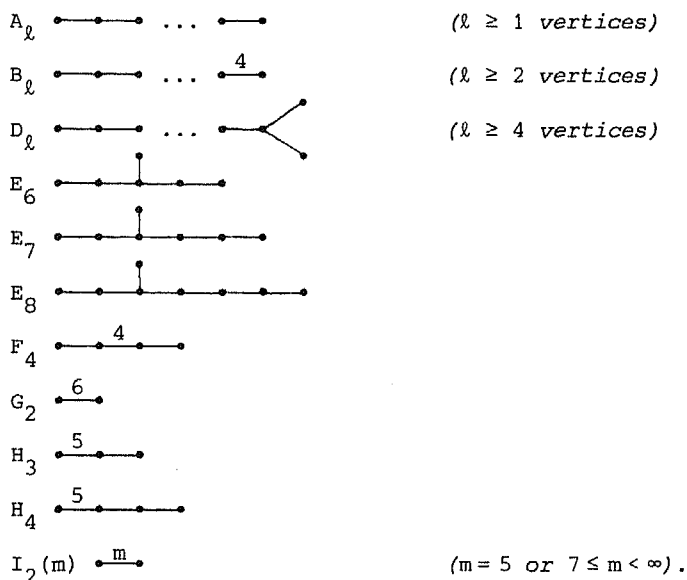 A_ℓ ... (ℓ ≥ 1 vertices)
B_ℓ ... 4 (ℓ ≥ 2 vertices)
D_ℓ ... (ℓ ≥ 4 vertices)
E_6
E_7
E_8
F_4 4
G_2 6
H_3 5
H_4 5
I_2(m) m (m = 5 or 7 ≤ m < ∞).